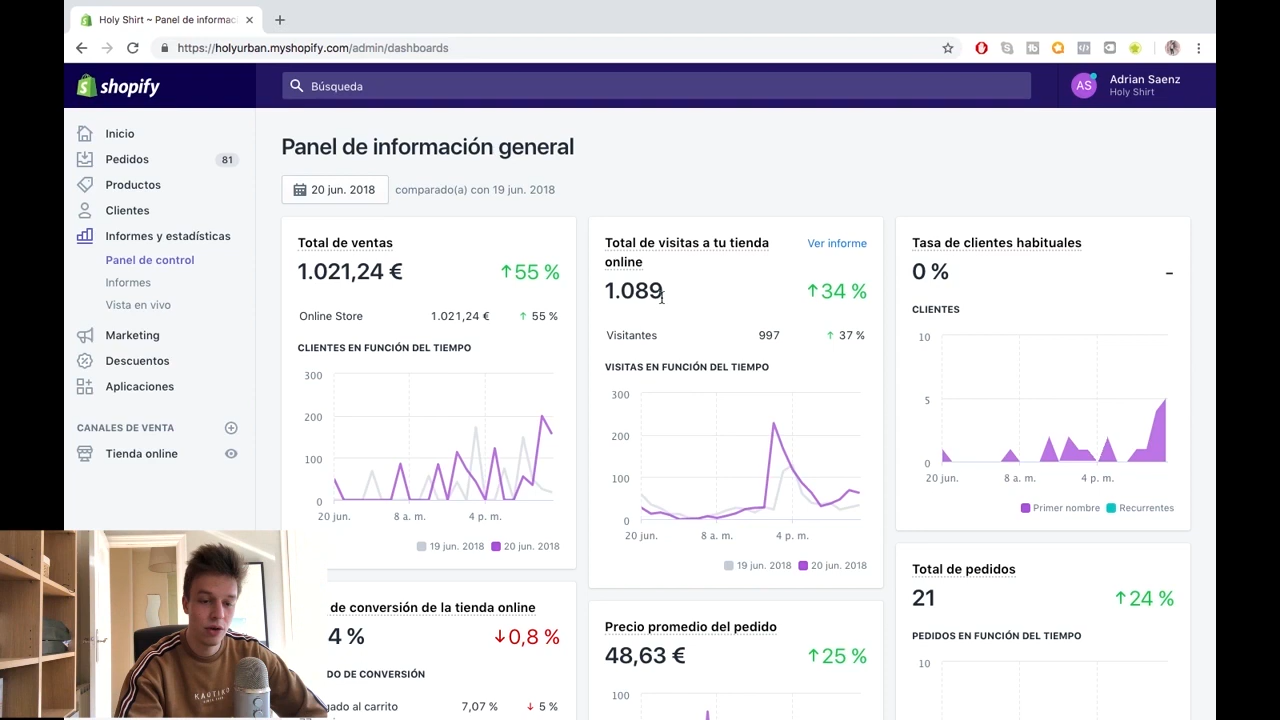 Holy Shirt ~ Panel de informac
https://holyurban.myshopify.com/admin/dashboards
shopify
Búsqueda
AS
Adrian Saenz
Holy Shirt
Inicio
Pedidos 81
Productos
Clientes
Informes y estadísticas
Panel de control
Informes
Vista en vivo
Marketing
Descuentos
Aplicaciones
CANALES DE VENTA
Tienda online
Panel de información general
20 jun. 2018 comparado(a) con 19 jun. 2018
Total de ventas
1.021,24 € ↑55 %
Online Store 1.021,24 € ↑ 55 %
CLIENTES EN FUNCIÓN DEL TIEMPO
300
200
100
0
20 jun. 8 a. m. 4 p. m.
19 jun. 2018 20 jun. 2018
Total de visitas a tu tienda online Ver informe
1.089 ↑34 %
Visitantes 997 ↑ 37 %
VISITAS EN FUNCIÓN DEL TIEMPO
300
200
100
0
20 jun. 8 a. m. 4 p. m.
19 jun. 2018 20 jun. 2018
Tasa de clientes habituales
0 % -
CLIENTES
10
5
0
20 jun. 8 a. m. 4 p. m.
Primer nombre Recurrentes
de conversión de la tienda online
4 % ↓0,8 %
DO DE CONVERSIÓN
gado al carrito 7,07 % ↓ 5 %
Precio promedio del pedido
48,63 € ↑25 %
100
Total de pedidos
21 ↑24 %
PEDIDOS EN FUNCIÓN DEL TIEMPO
10
KAOTIKO